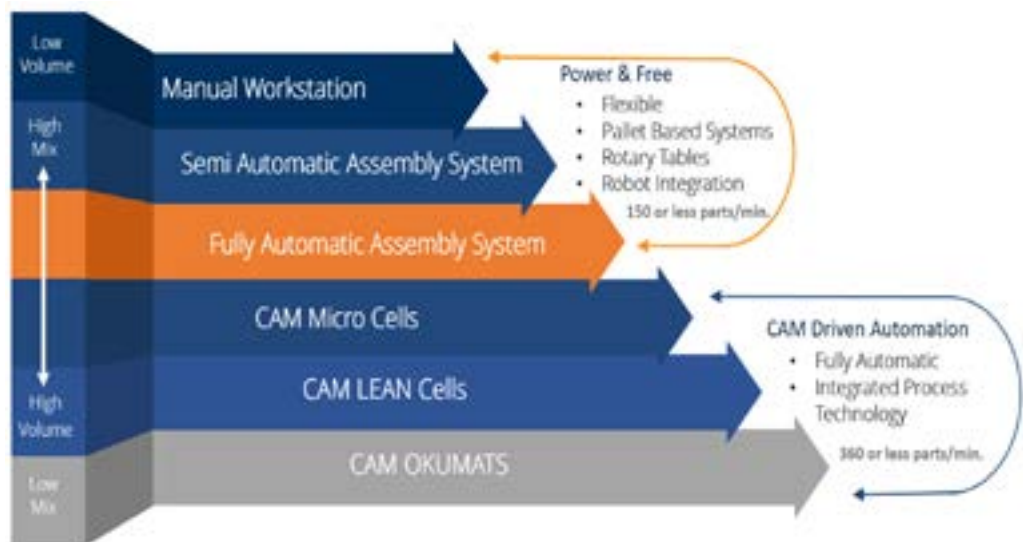 Low
Volume
High
Mix
High
Volume
Low
Mix
Manual Workstation
Semi Automatic Assembly System
Fully Automatic Assembly System
CAM Micro Cells
CAM LEAN Cells
CAM OKUMATS
Power & Free
• Flexible
• Pallet Based Systems
• Rotary Tables
• Robot Integration
150 or less parts/min.
CAM Driven Automation
• Fully Automatic
• Integrated Process
Technology
360 or less parts/min.